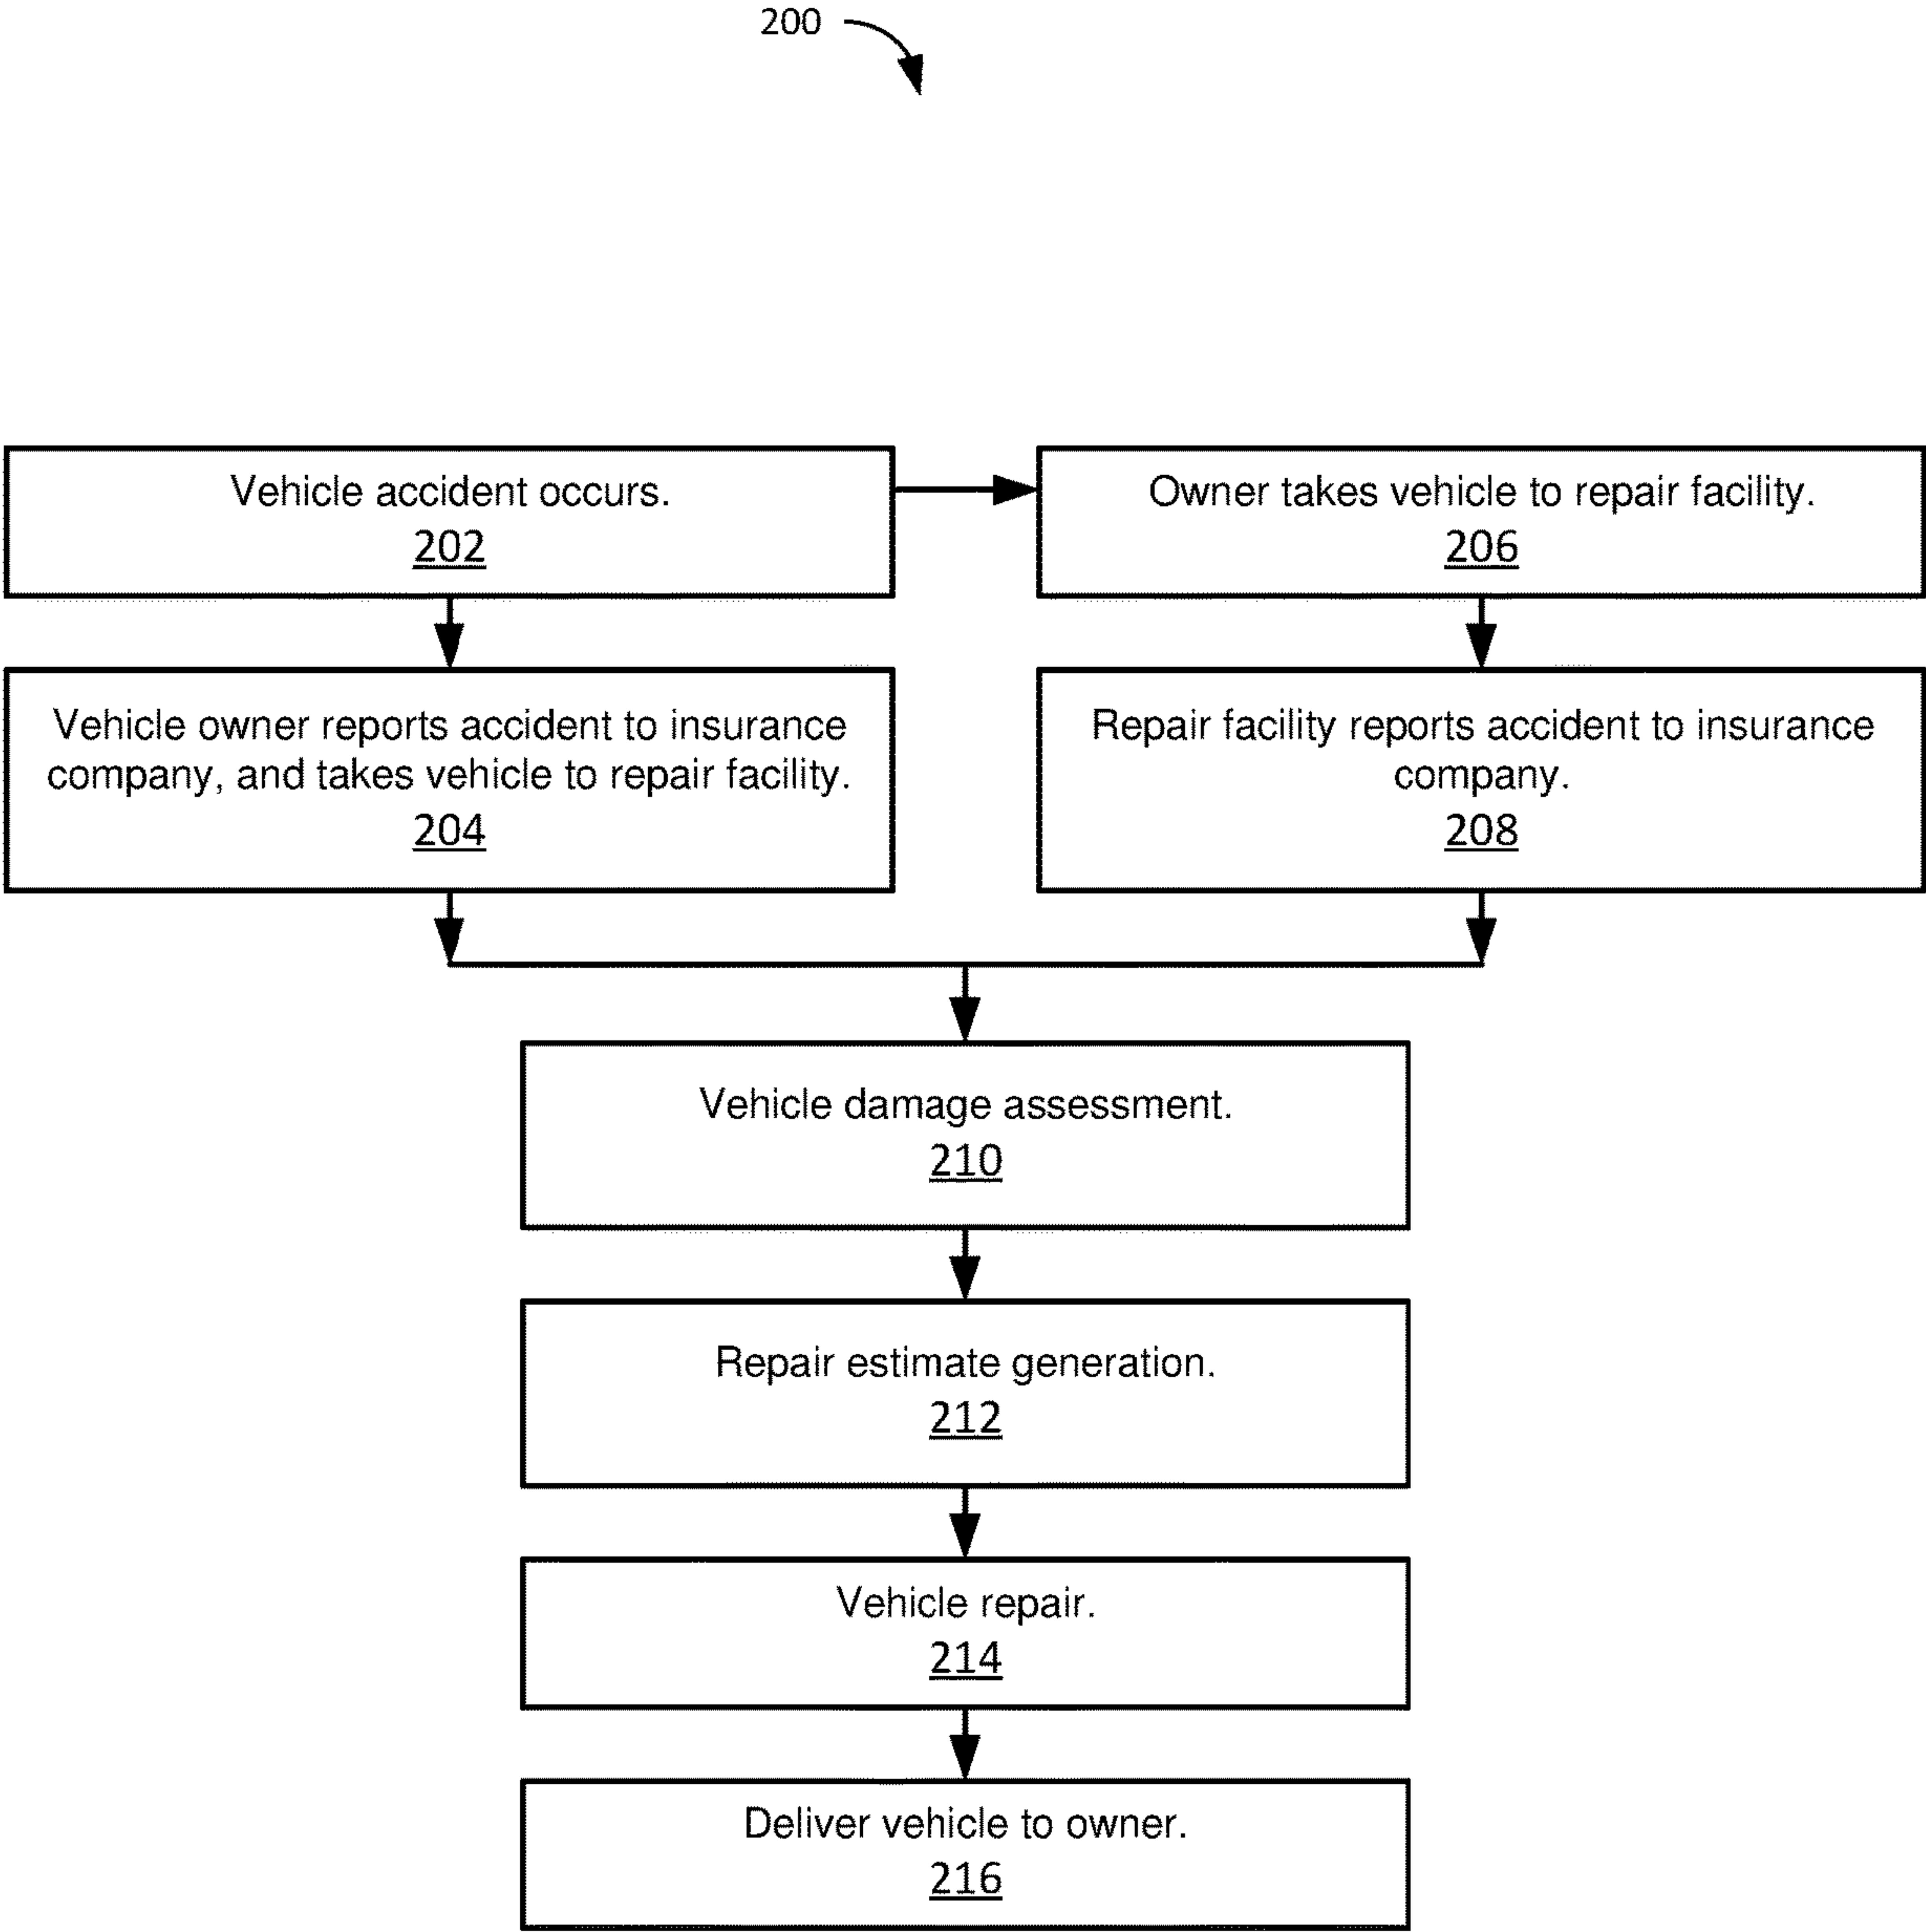 200
Vehicle accident occurs.
202
Owner takes vehicle to repair facility.
206
Vehicle owner reports accident to insurance
company, and takes vehicle to repair facility.
204
Repair facility reports accident to insurance
company.
208
Vehicle damage assessment.
210
Repair estimate generation.
212
Vehicle repair.
214
Deliver vehicle to owner.
216